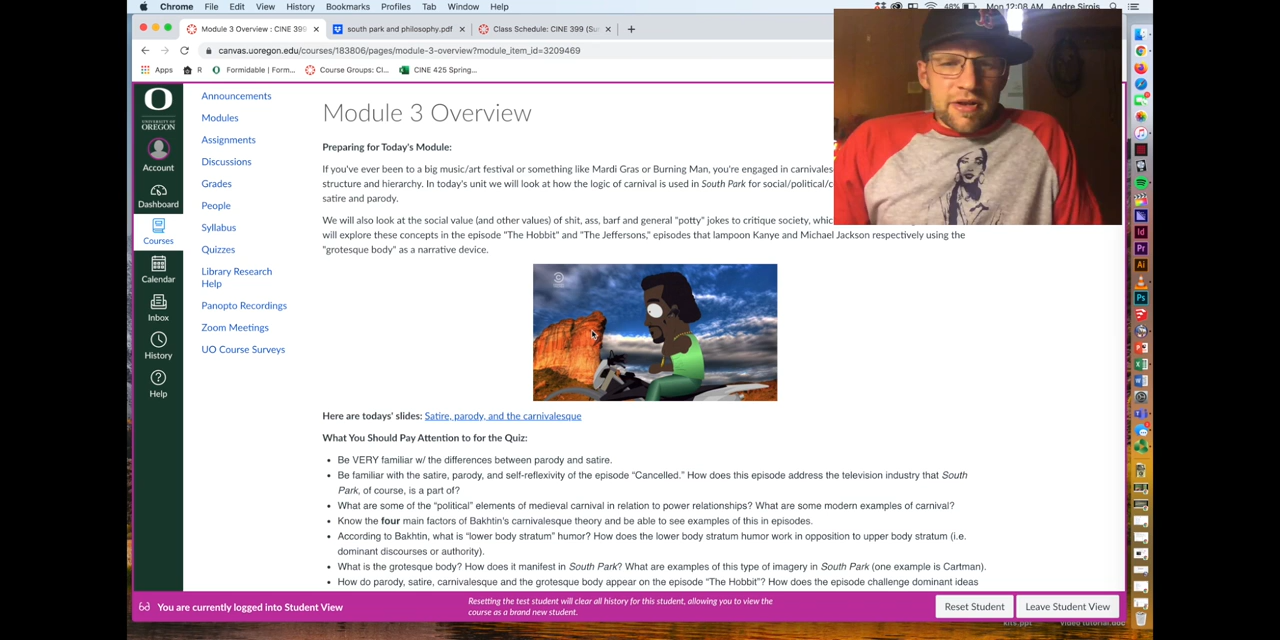 Chrome File Edit View History Bookmarks Profiles Tab Window Help
48% Mon 12:08 AM Andre Sirois
Module 3 Overview : CINE 399
south park and philosophy.pdf
Class Schedule: CINE 399 (Su
canvas.uoregon.edu/courses/183806/pages/module-3-overview?module_item_id=3209469
Apps R Formidable | Form... Course Groups: CI... CINE 425 Spring...
UNIVERSITY OF OREGON
Account
Dashboard
Courses
Calendar
Inbox
History
Help
Announcements
Modules
Assignments
Discussions
Grades
People
Syllabus
Quizzes
Library Research
Help
Panopto Recordings
Zoom Meetings
UO Course Surveys
Module 3 Overview
Preparing for Today's Module:
If you've ever been to a big music/art festival or something like Mardi Gras or Burning Man, you're engaged in
structure and hierarchy. In today's unit we will look at how the logic of carnival is used in South Park for social/political/
satire and parody.
We will also look at the social value (and other values) of shit, ass, barf and general "potty" jokes to critique society,
will explore these concepts in the episode "The Hobbit" and "The Jeffersons," episodes that lampoon Kanye and Michael Jackson respectively using the
"grotesque body" as a narrative device.
Here are todays' slides: Satire, parody, and the carnivalesque
What You Should Pay Attention to for the Quiz:
• Be VERY familiar w/ the differences between parody and satire.
• Be familiar with the satire, parody, and self-reflexivity of the episode "Cancelled." How does this episode address the television industry that South
Park, of course, is a part of?
• What are some of the "political" elements of medieval carnival in relation to power relationships? What are some modern examples of carnival?
• Know the four main factors of Bakhtin's carnivalesque theory and be able to see examples of this in episodes.
• According to Bakhtin, what is "lower body stratum" humor? How does the lower body stratum humor work in opposition to upper body stratum (i.e.
dominant discourses or authority).
• What is the grotesque body? How does it manifest in South Park? What are examples of this type of imagery in South Park (one example is Cartman).
• How do parody, satire, carnivalesque and the grotesque body appear on the episode "The Hobbit"? How does the episode challenge dominant ideas
You are currently logged into Student View
Resetting the test student will clear all history for this student, allowing you to view the
course as a brand new student.
Reset Student
Leave Student View
kits.ppt
video tutorial.doc